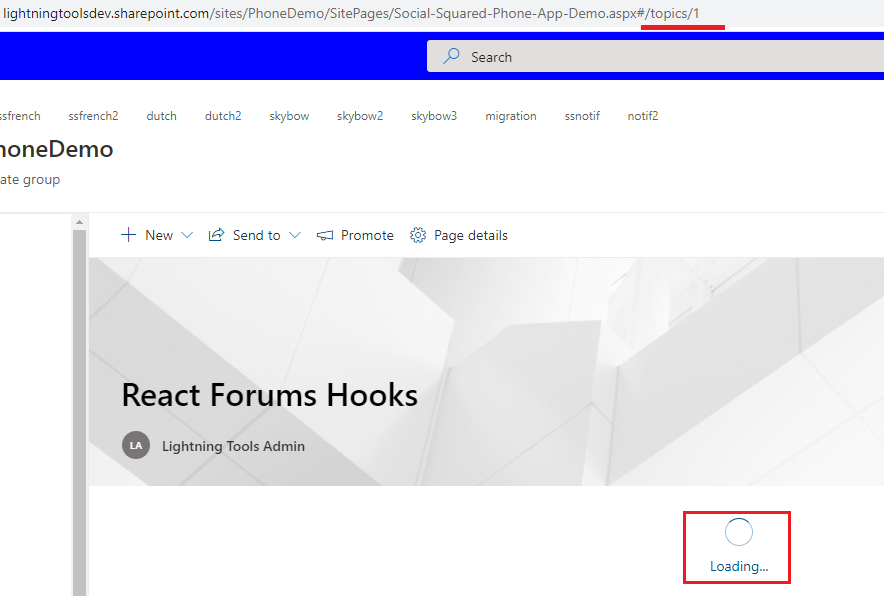 lightningtoolsdev.sharepoint.com/sites/PhoneDemo/SitePages/Social-Squared-Phone-App-Demo.aspx#/topics/1
Search
ssfrench ssfrench2 dutch dutch2 skybow skybow2 skybow3 migration ssnotif notif2
honeDemo
ate group
New Send to Promote Page details
React Forums Hooks
LA Lightning Tools Admin
Loading...